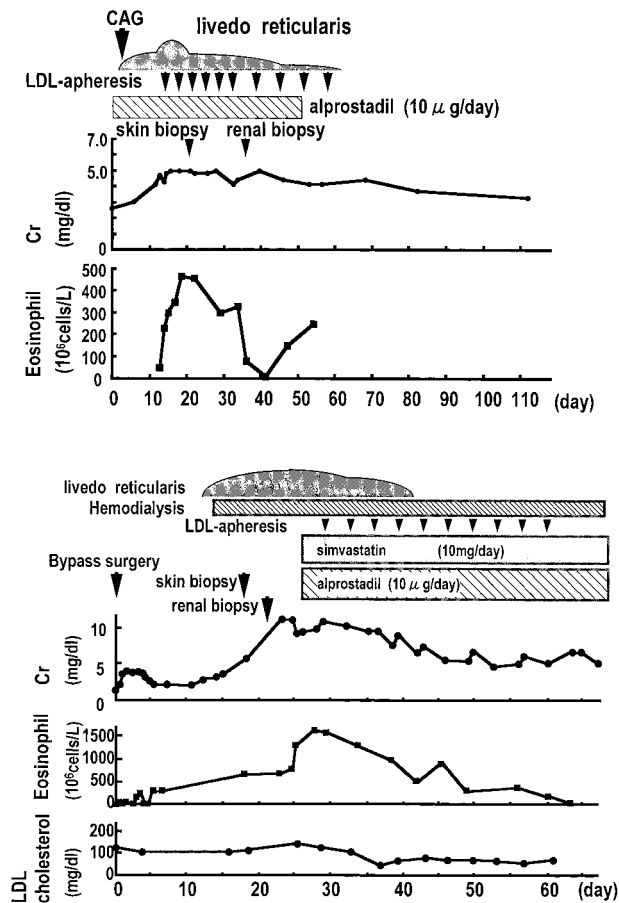 CAG
livedo reticularis
LDL-apheresis
alprostadil (10 μ g/day)
skin biopsy renal biopsy
7.0
5.0
0
Cr
(mg/dl)
500
400
300
200
100
0
Eosinophil
(10⁶cells/L)
0 10 20 30 40 50 60 70 80 90 100 110 (day)
livedo reticularis
Hemodialysis
LDL-apheresis
simvastatin (10mg/day)
Bypass surgery
skin biopsy
alprostadil (10 μ g/day)
renal biopsy
10
5
0
Cr
(mg/dl)
1500
1000
500
0
Eosinophil
(10⁶cells/L)
200
100
0
LDL
cholesterol
(mg/dl)
0 10 20 30 40 50 60 (day)